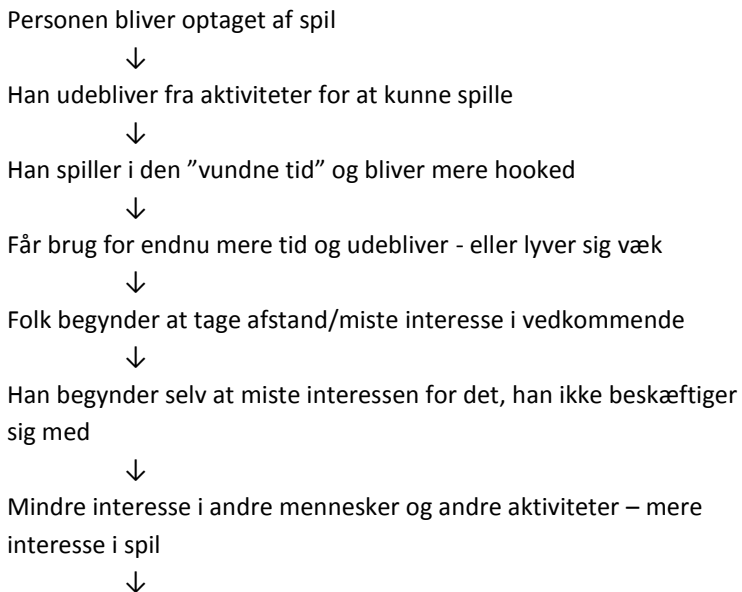 Personen bliver optaget af spil
↓
Han udebliver fra aktiviteter for at kunne spille
↓
Han spiller i den ”vundne tid” og bliver mere hooked
↓
Får brug for endnu mere tid og udebliver - eller lyver sig væk
↓
Folk begynder at tage afstand/miste interesse i vedkommende
↓
Han begynder selv at miste interessen for det, han ikke beskæftiger
sig med
↓
Mindre interesse i andre mennesker og andre aktiviteter – mere
interesse i spil
↓